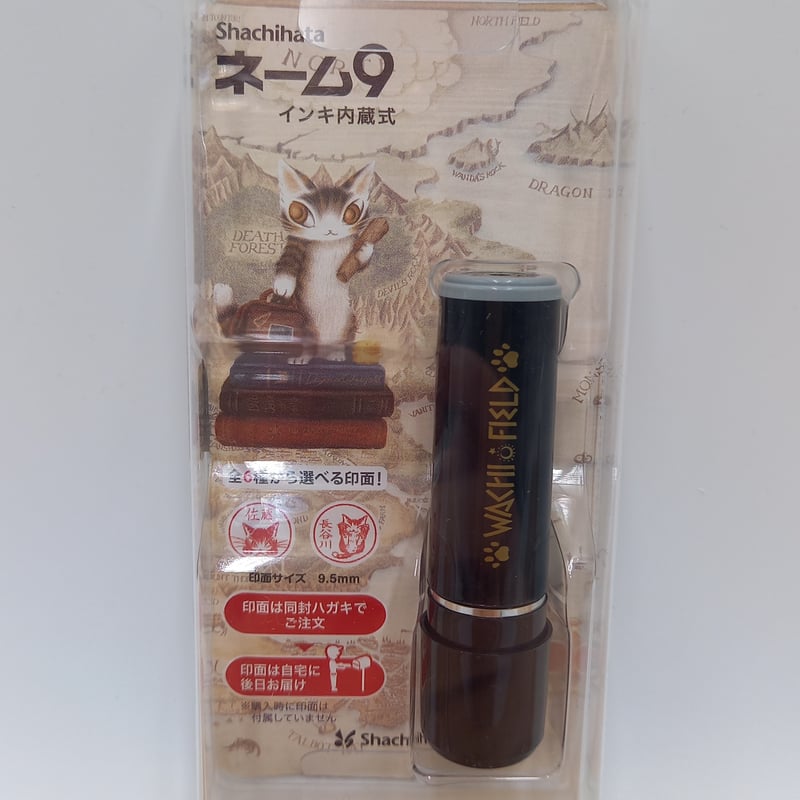 NORTH FIELD
Shachihata
NOR
ネーム9
インキ内蔵式
WANDA'S ROCK
DRAGON
DEATH
FOREST
WACHI FIELD
全6種から選べる印面!
佐藤
長谷川
印面サイズ 9.5mm
印面は同封ハガキで
ご注文
印面は自宅に
後日お届け
※購入時に印面は
付属していません